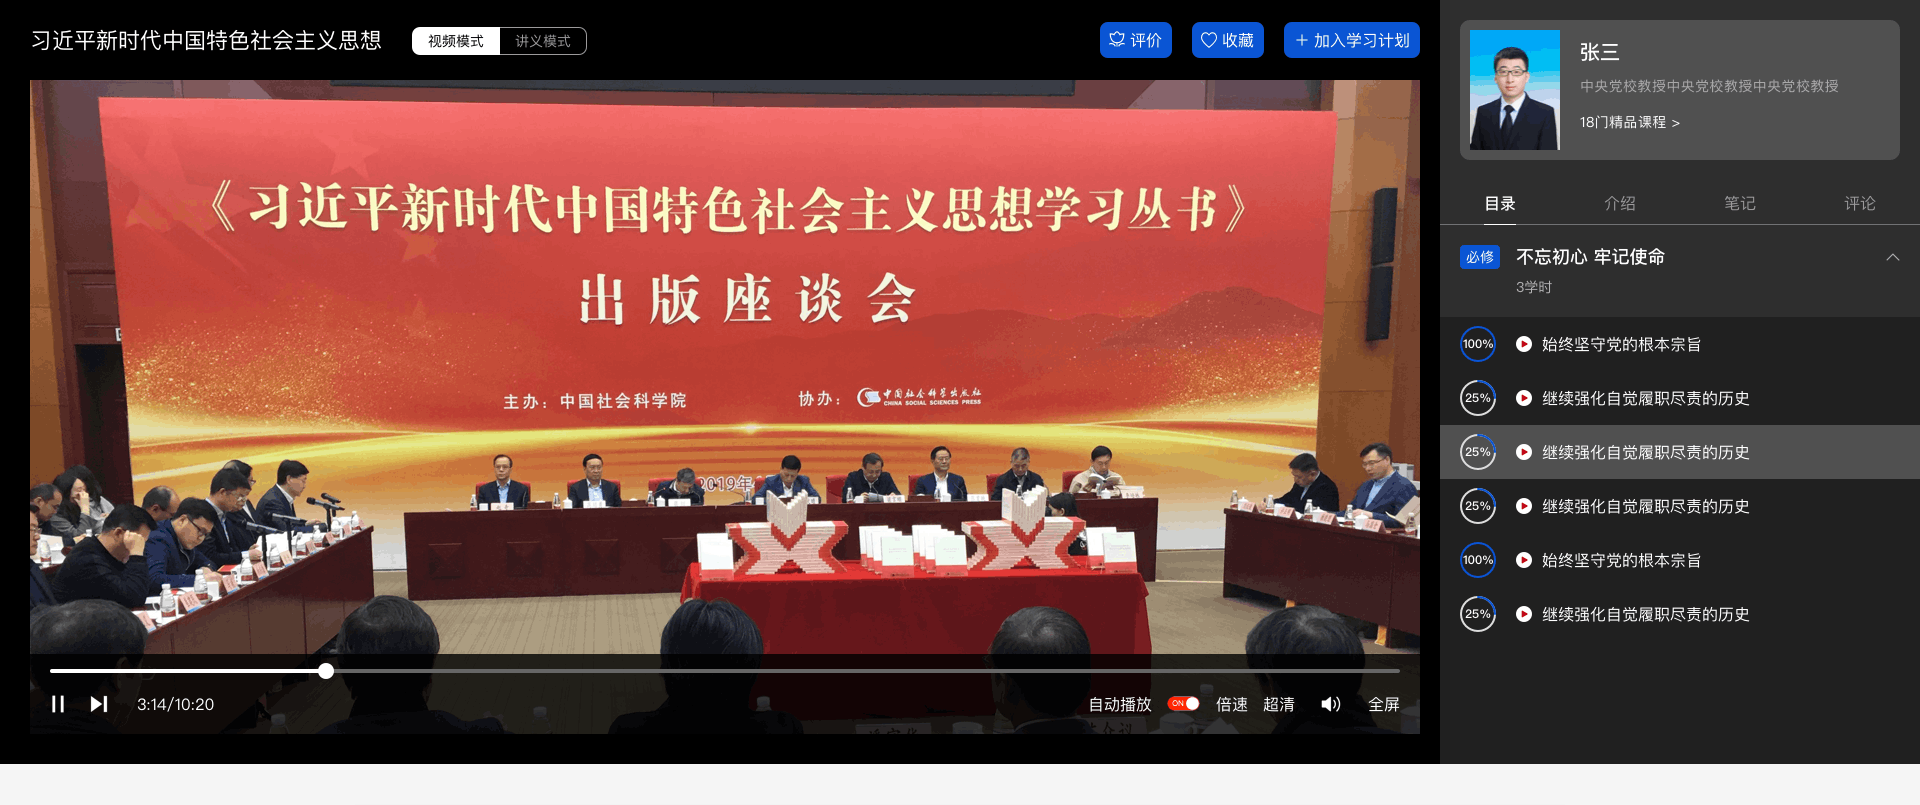 习近平新时代中国特色社会主义思想
视频模式 讲义模式
评价 收藏 加入学习计划
《习近平新时代中国特色社会主义思想学习丛书》
出版座谈会
主办：中国社会科学院 协办：中国社会科学出版社
CHINA SOCIAL SCIENCES PRESS
2019年
3:14/10:20 自动播放 ON 倍速 超清 全屏
张三
中央党校教授中央党校教授中央党校教授
18门精品课程 >
目录 介绍 笔记 评论
必修 不忘初心 牢记使命
3学时
100% 始终坚守党的根本宗旨
25% 继续强化自觉履职尽责的历史
25% 继续强化自觉履职尽责的历史
25% 继续强化自觉履职尽责的历史
100% 始终坚守党的根本宗旨
25% 继续强化自觉履职尽责的历史